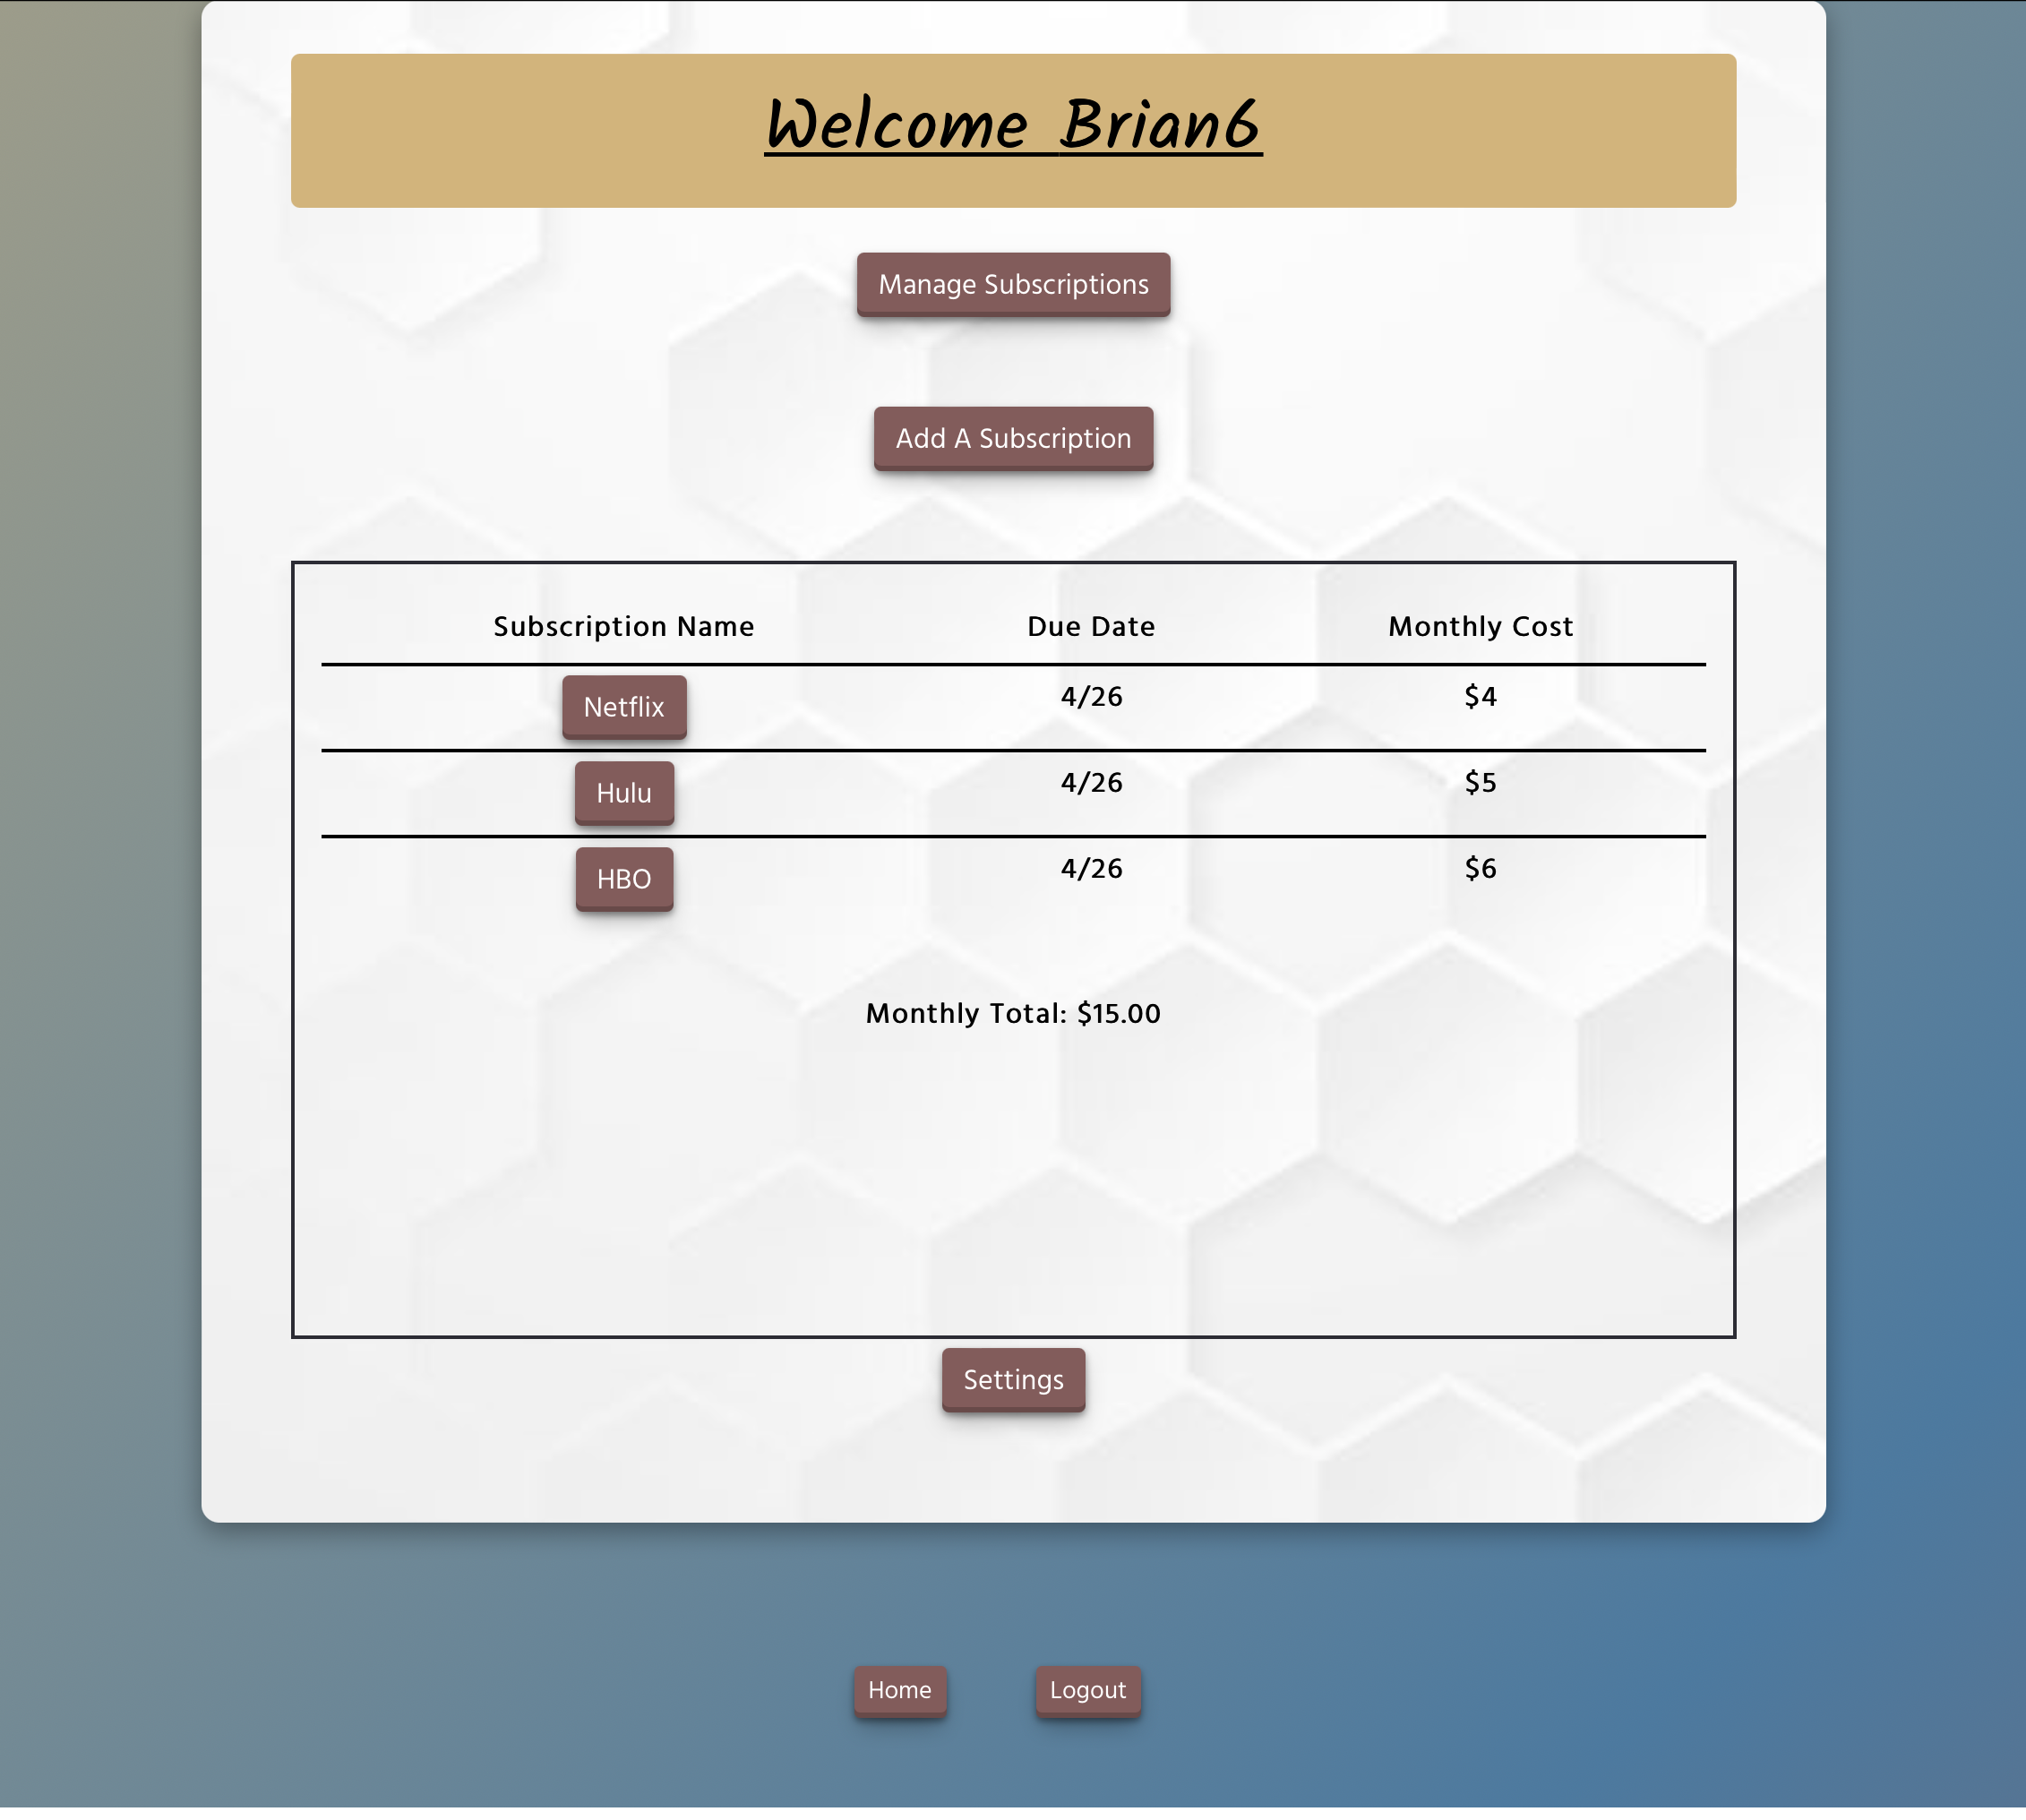 Welcome Brian6
Manage Subscriptions
Add A Subscription
Subscription Name Due Date Monthly Cost
Netflix 4/26 $4
Hulu 4/26 $5
HBO 4/26 $6
Monthly Total: $15.00
Settings
Home Logout